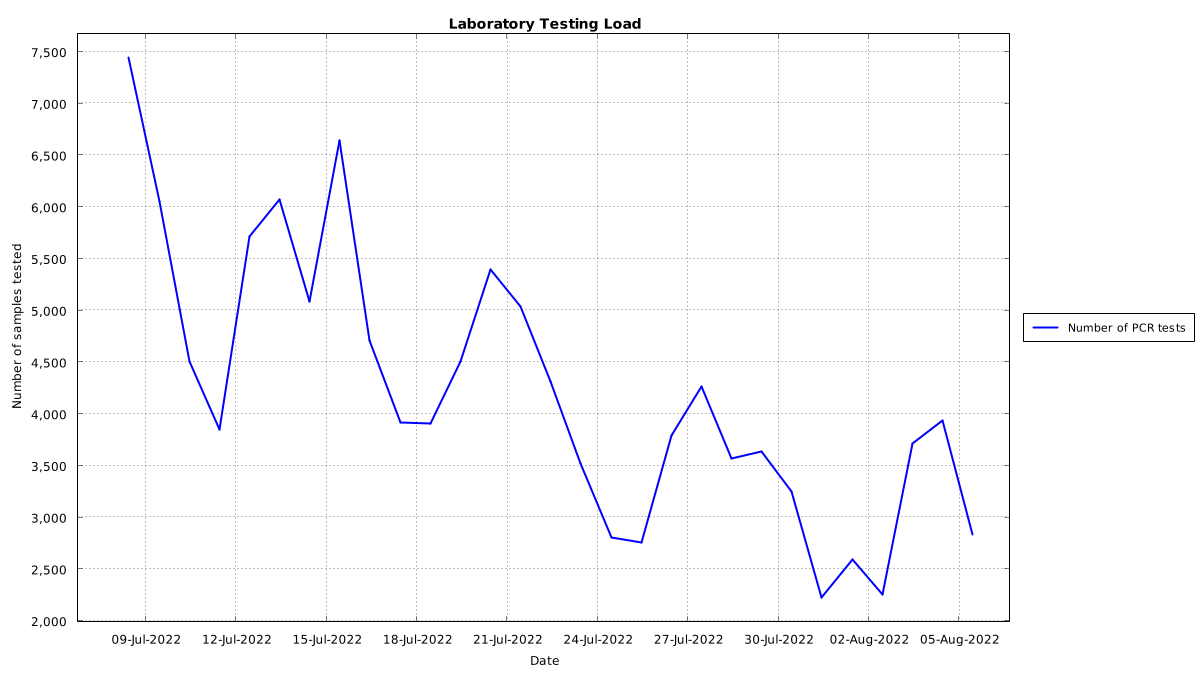 Laboratory Testing Load
Number of samples tested
7,500
7,000
6,500
6,000
5,500
5,000
4,500
4,000
3,500
3,000
2,500
2,000
09-Jul-2022 12-Jul-2022 15-Jul-2022 18-Jul-2022 21-Jul-2022 24-Jul-2022 27-Jul-2022 30-Jul-2022 02-Aug-2022 05-Aug-2022
Date
Number of PCR tests